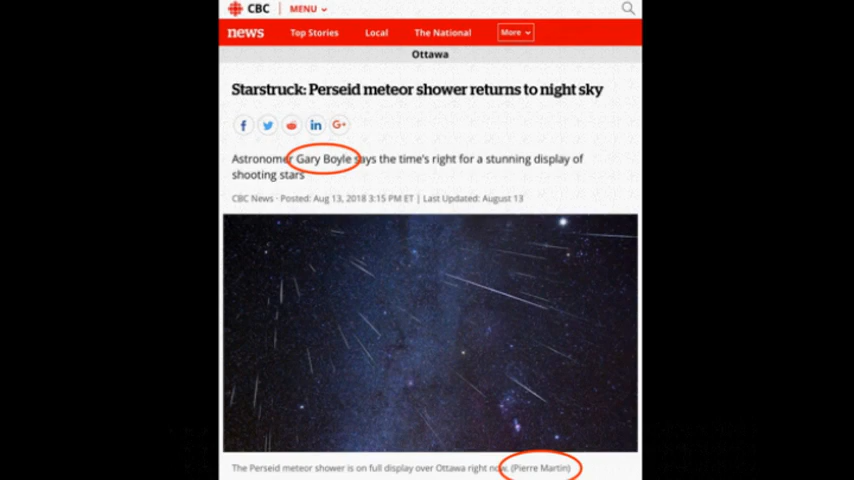 CBC | MENU
news Top Stories Local The National More
Ottawa
Starstruck: Perseid meteor shower returns to night sky
Astronomer Gary Boyle says the time's right for a stunning display of
shooting stars
CBC News · Posted: Aug 13, 2018 3:15 PM ET | Last Updated: August 13
The Perseid meteor shower is on full display over Ottawa right now. (Pierre Martin)